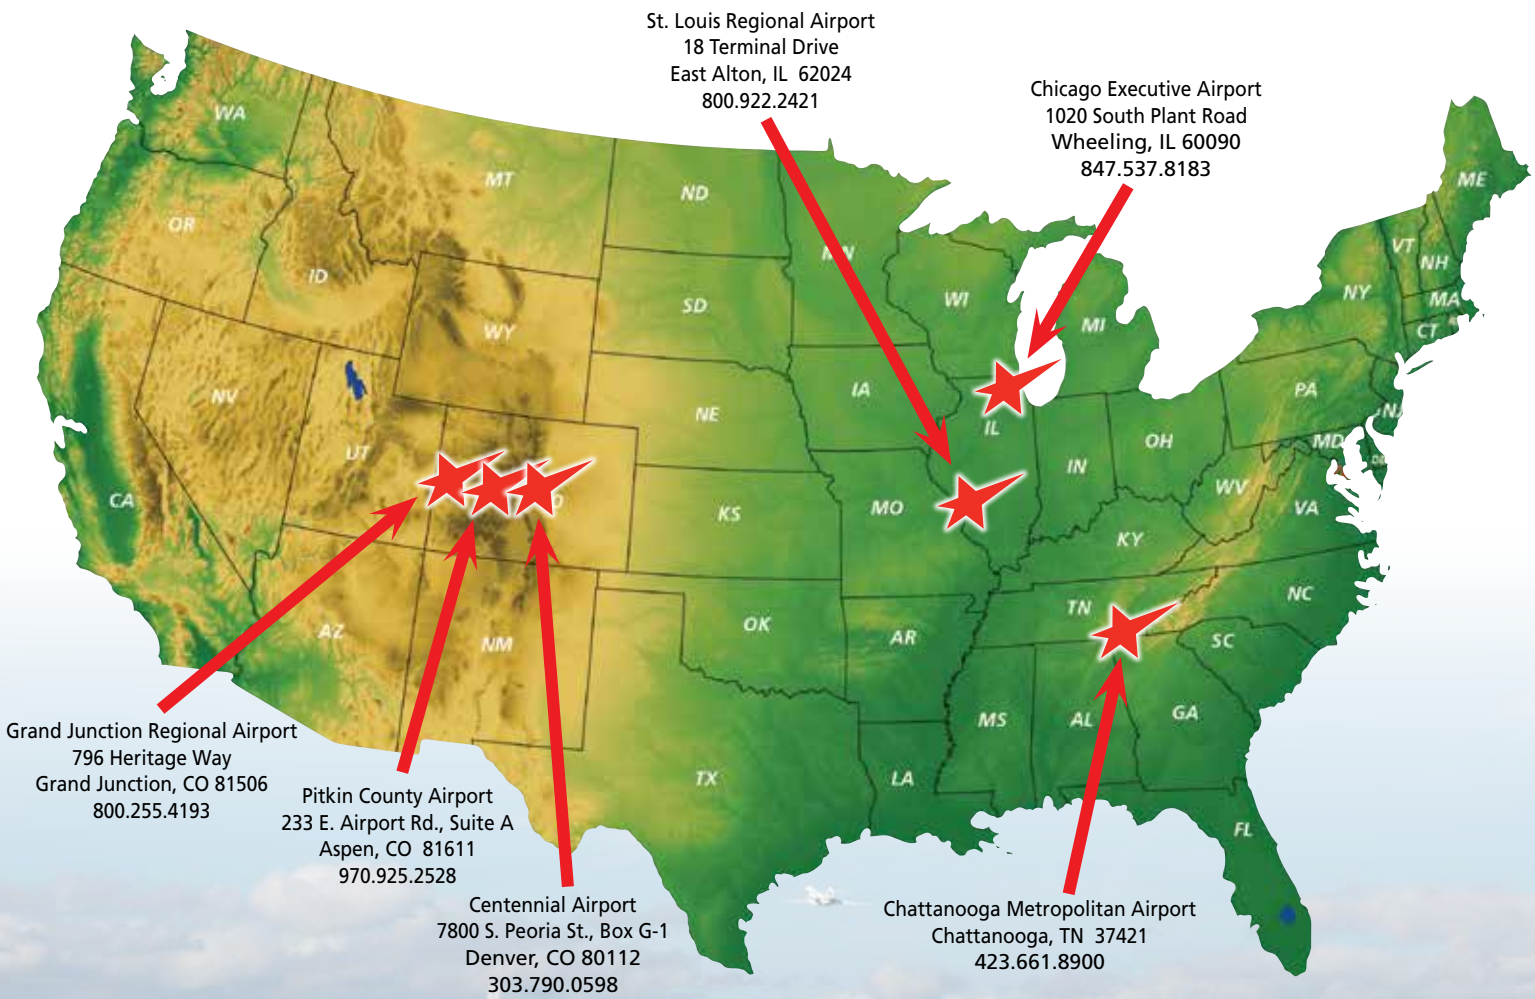 St. Louis Regional Airport
18 Terminal Drive
East Alton, IL 62024
800.922.2421
Chicago Executive Airport
1020 South Plant Road
Wheeling, IL 60090
847.537.8183
WA
MT
ND
MN
ME
OR
ID
SD
WI
MI
VT
NH
NY
MA
CT
WY
NV
UT
NE
IA
IL
IN
OH
PA
NJ
MD
DE
CA
KS
MO
WV
VA
KY
AZ
NM
OK
AR
TN
NC
SC
MS
AL
GA
TX
LA
FL
Grand Junction Regional Airport
796 Heritage Way
Grand Junction, CO 81506
800.255.4193
Pitkin County Airport
233 E. Airport Rd., Suite A
Aspen, CO 81611
970.925.2528
Centennial Airport
7800 S. Peoria St., Box G-1
Denver, CO 80112
303.790.0598
Chattanooga Metropolitan Airport
Chattanooga, TN 37421
423.661.8900